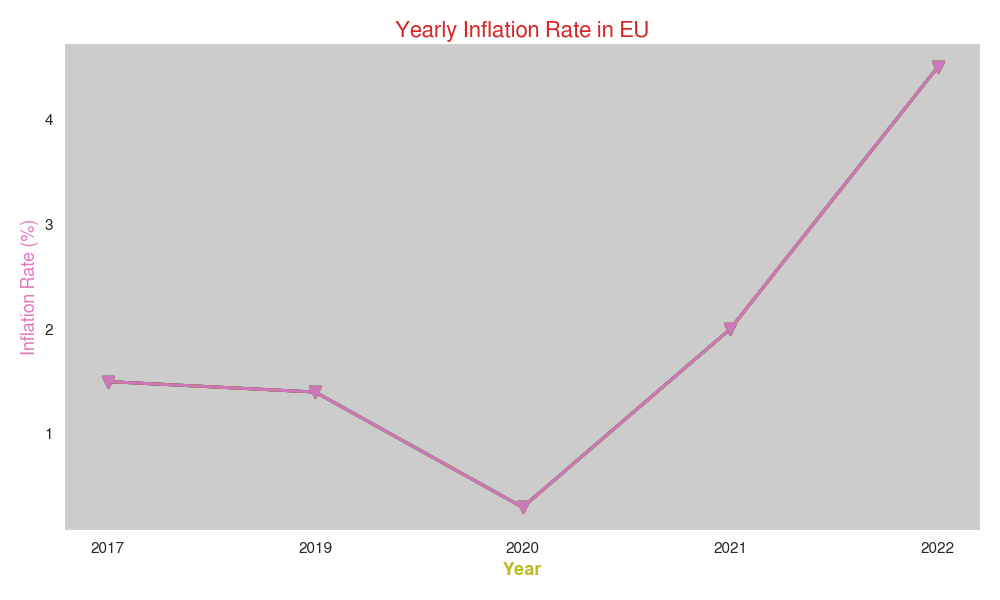 Yearly Inflation Rate in EU
Inflation Rate (%)
4
3
2
1
2017 2019 2020 2021 2022
Year